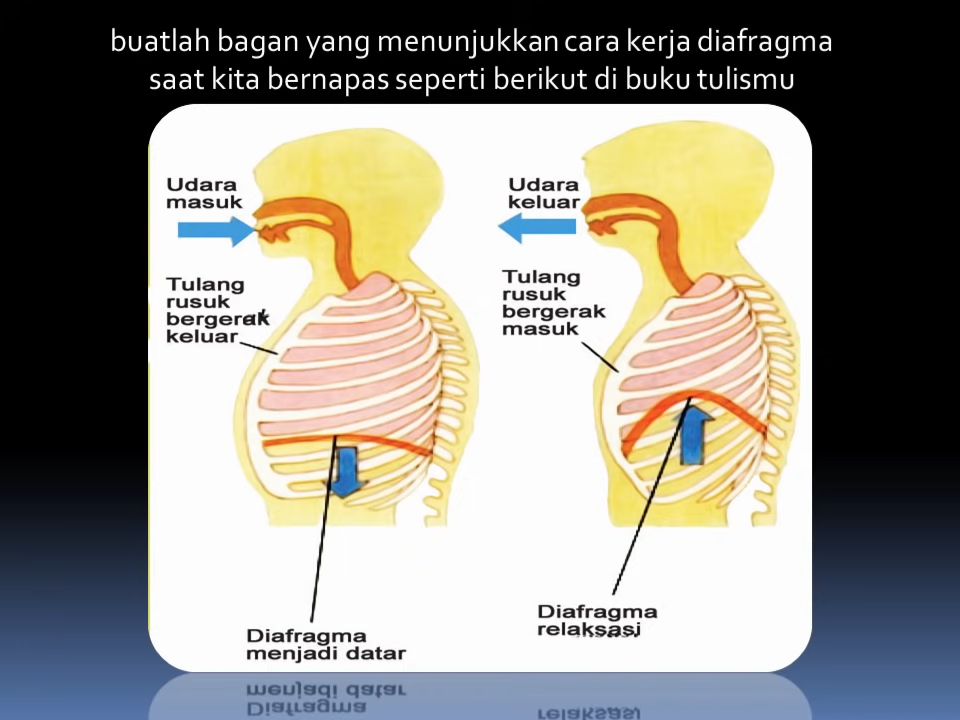 buatlah bagan yang menunjukkan cara kerja diafragma
saat kita bernapas seperti berikut di buku tulismu
Udara
masuk
Udara
keluar
Tulang
rusuk
bergerak
keluar
Tulang
rusuk
bergerak
masuk
Diafragma
menjadi datar
Diafragma
relaksasi